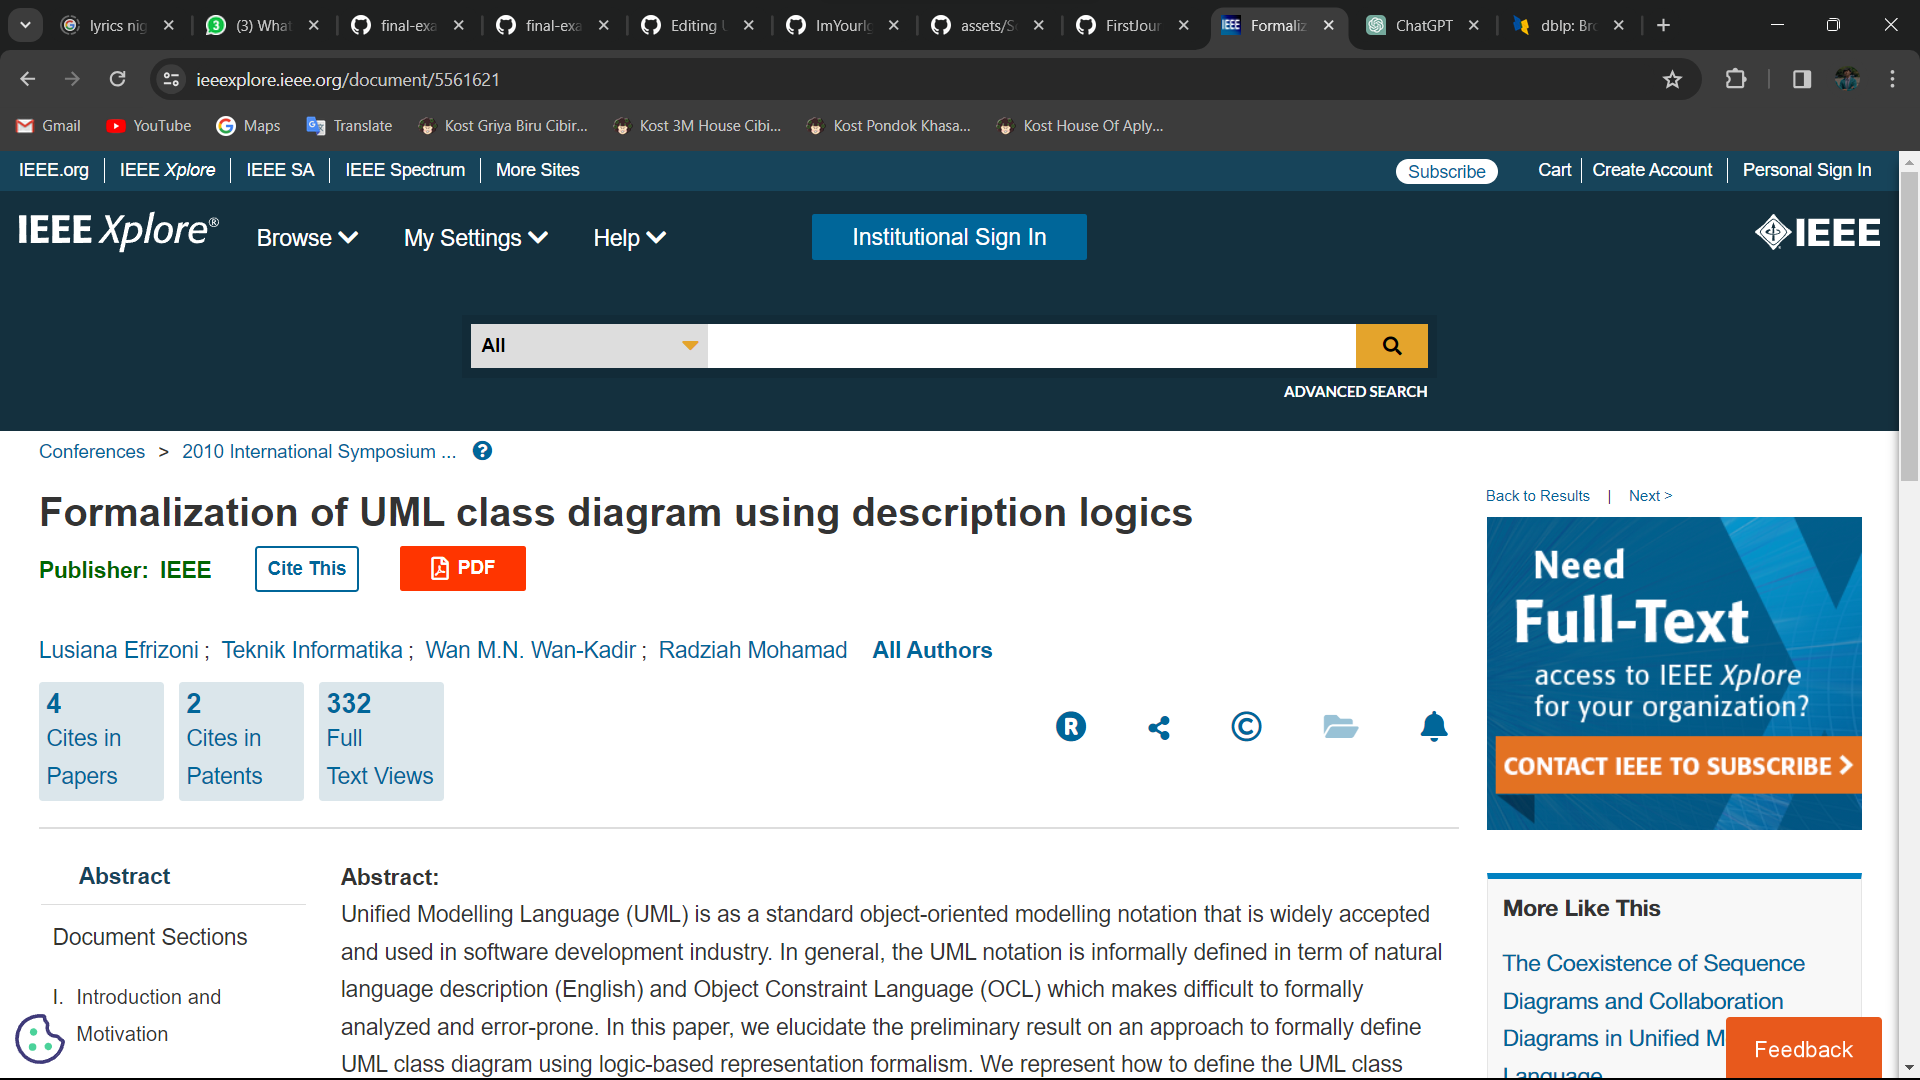 lyrics nig
(3) What
final-exa
final-exa
Editing
ImYourIg
assets/S
FirstJour
Formaliz
ChatGPT
dblp: Bro
ieeexplore.ieee.org/document/5561621
Gmail
YouTube
Maps
Translate
Kost Griya Biru Cibir...
Kost 3M House Cibi...
Kost Pondok Khasa...
Kost House Of Aply...
IEEE.org
IEEE Xplore
IEEE SA
IEEE Spectrum
More Sites
Subscribe
Cart
Create Account
Personal Sign In
IEEE Xplore®
Browse
My Settings
Help
Institutional Sign In
IEEE
All
ADVANCED SEARCH
Conferences > 2010 International Symposium ...
Back to Results | Next >
Formalization of UML class diagram using description logics
Publisher: IEEE
Cite This
PDF
Lusiana Efrizoni ; Teknik Informatika ; Wan M.N. Wan-Kadir ; Radziah Mohamad All Authors
4
Cites in
Papers
2
Cites in
Patents
332
Full
Text Views
R
©
Need
Full-Text
access to IEEE Xplore
for your organization?
CONTACT IEEE TO SUBSCRIBE >
Abstract
Document Sections
I. Introduction and
Motivation
Abstract:
Unified Modelling Language (UML) is as a standard object-oriented modelling notation that is widely accepted
and used in software development industry. In general, the UML notation is informally defined in term of natural
language description (English) and Object Constraint Language (OCL) which makes difficult to formally
analyzed and error-prone. In this paper, we elucidate the preliminary result on an approach to formally define
UML class diagram using logic-based representation formalism. We represent how to define the UML class
More Like This
The Coexistence of Sequence
Diagrams and Collaboration
Diagrams in Unified M
Language
Feedback